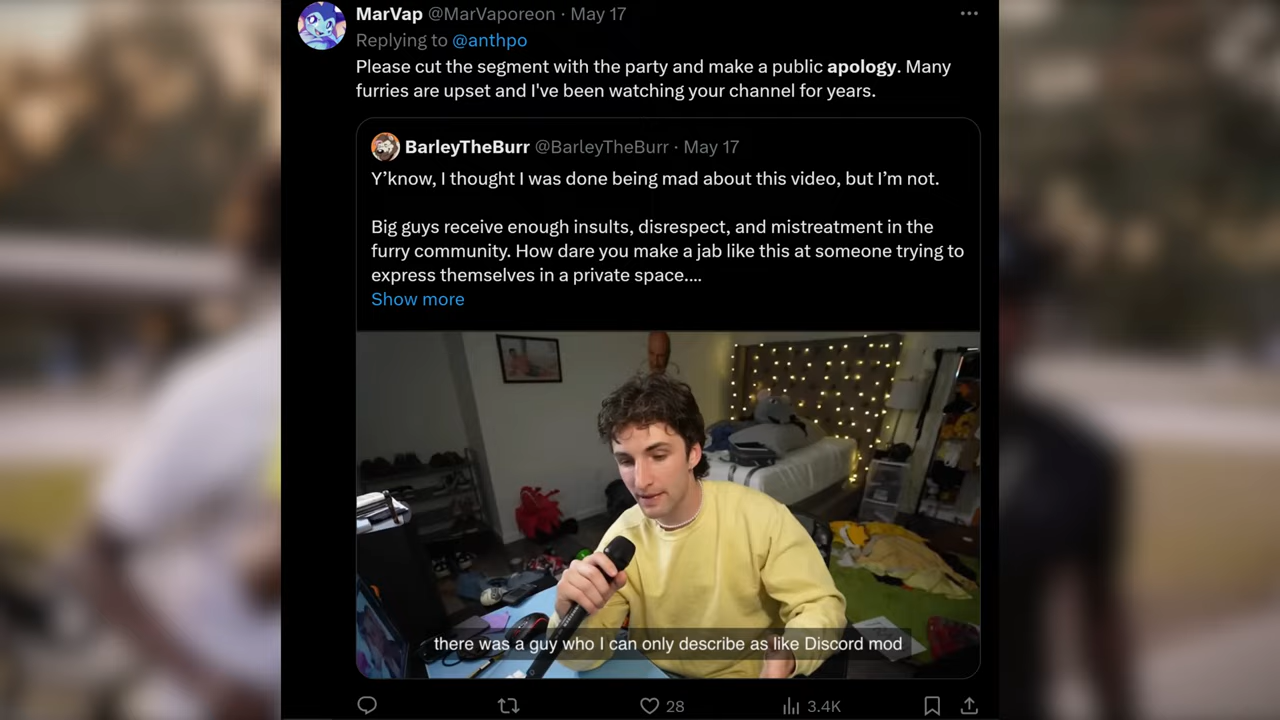 MarVap @MarVaporeon · May 17
Replying to @anthpo
Please cut the segment with the party and make a public apology. Many
furries are upset and I've been watching your channel for years.
BarleyTheBurr @BarleyTheBurr · May 17
Y’know, I thought I was done being mad about this video, but I’m not.
Big guys receive enough insults, disrespect, and mistreatment in the
furry community. How dare you make a jab like this at someone trying to
express themselves in a private space....
Show more
there was a guy who I can only describe as like Discord mod
28
3.4K